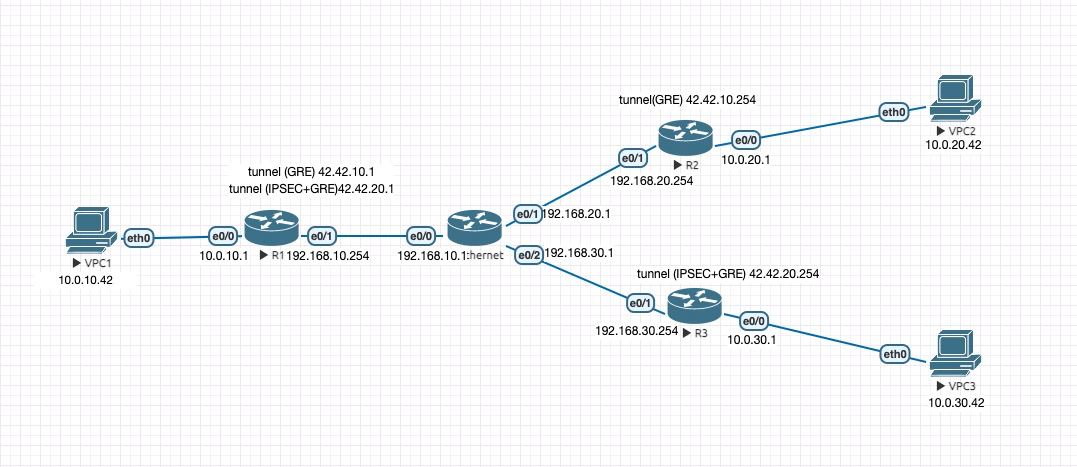 tunnel(GRE) 42.42.10.254
eth0
VPC2
10.0.20.42
e0/0
10.0.20.1
e0/1
R2
192.168.20.254
tunnel (GRE) 42.42.10.1
tunnel (IPSEC+GRE)42.42.20.1
e0/1
192.168.20.1
eth0
VPC1
10.0.10.42
e0/0
10.0.10.1
R1
e0/1
192.168.10.254
e0/0
192.168.10.1
e0/2
192.168.30.1
tunnel (IPSEC+GRE) 42.42.20.254
e0/1
192.168.30.254
R3
e0/0
10.0.30.1
eth0
VPC3
10.0.30.42